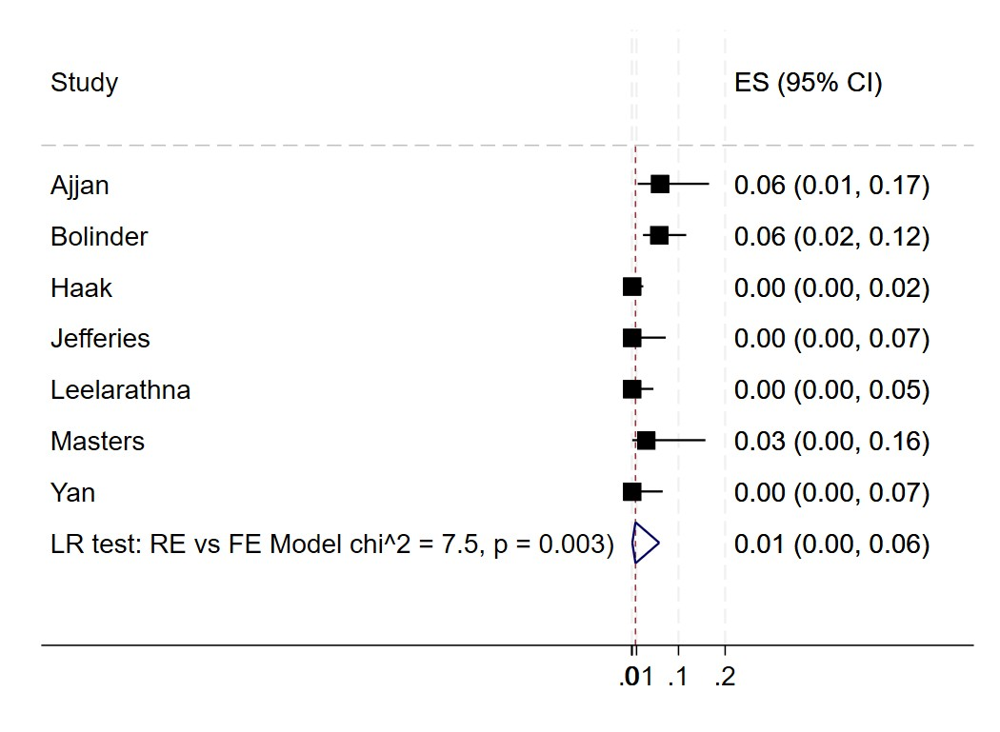 Study ES (95% CI)
Ajjan 0.06 (0.01, 0.17)
Bolinder 0.06 (0.02, 0.12)
Haak 0.00 (0.00, 0.02)
Jefferies 0.00 (0.00, 0.07)
Leelarathna 0.00 (0.00, 0.05)
Masters 0.03 (0.00, 0.16)
Yan 0.00 (0.00, 0.07)
LR test: RE vs FE Model chi^2 = 7.5, p = 0.003) 0.01 (0.00, 0.06)
0 .01 .1 .2